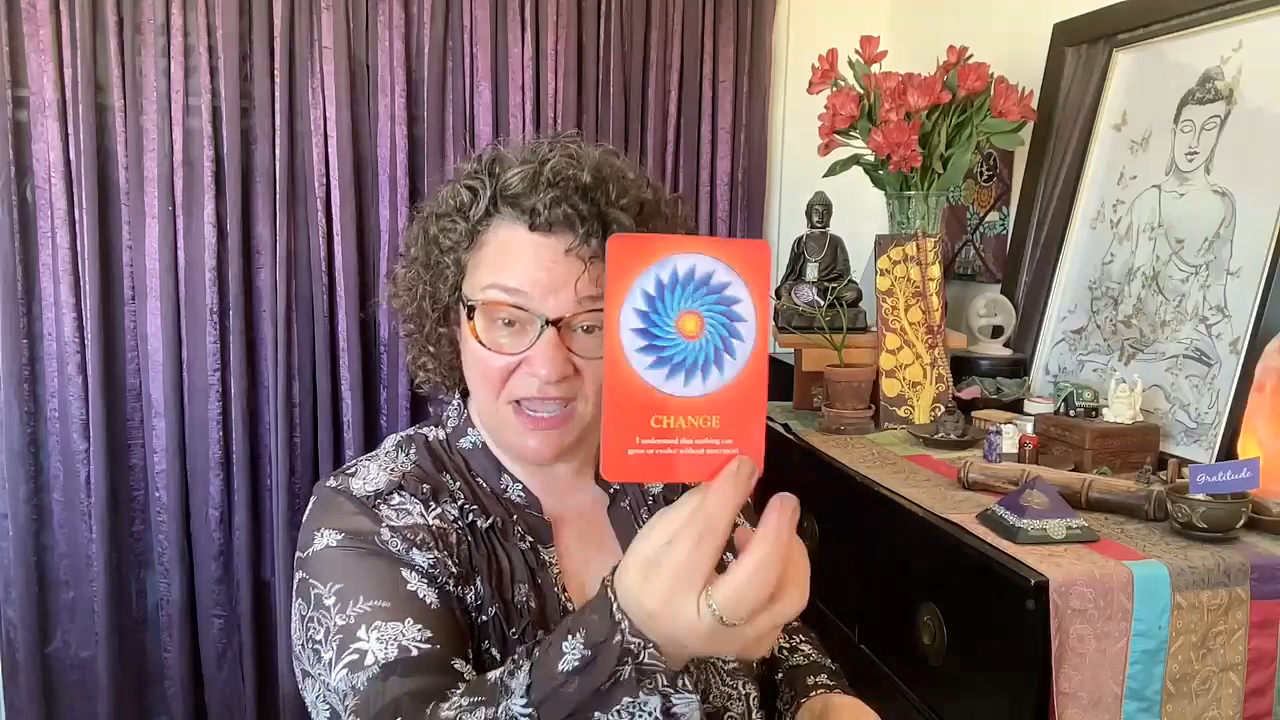 CHANGE
I understand that nothing can
grow or evolve without movement
Gratitude